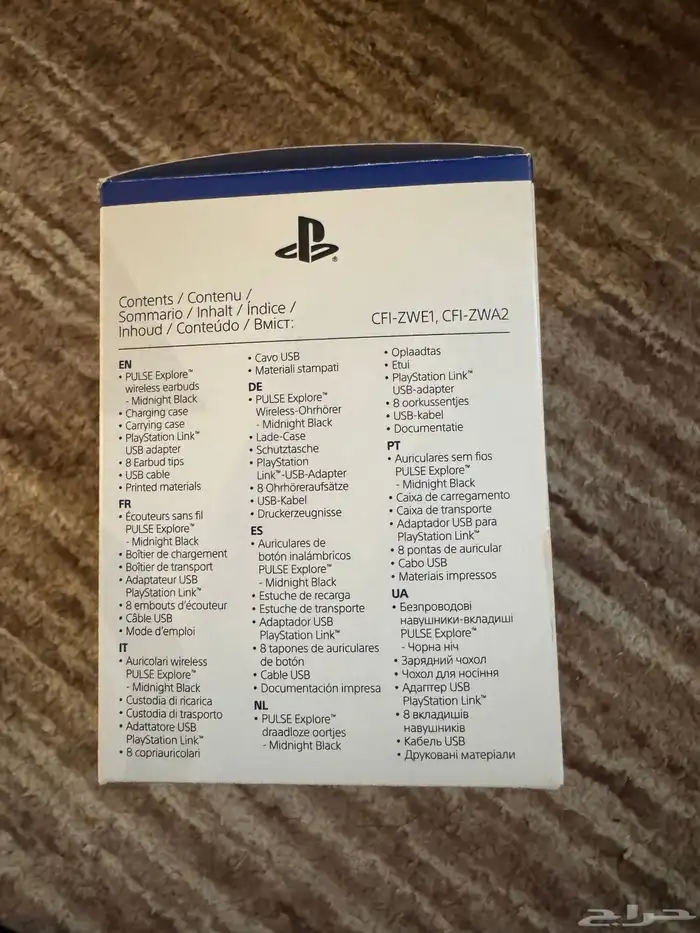 Contents / Contenu /
Sommario / Inhalt / Índice /
Inhoud / Conteúdo / Вміст:
CFI-ZWE1, CFI-ZWA2
EN
• PULSE Explore™
wireless earbuds
- Midnight Black
• Charging case
• Carrying case
• PlayStation Link™
USB adapter
• 8 Earbud tips
• USB cable
• Printed materials
FR
• Écouteurs sans fil
PULSE Explore™
- Midnight Black
• Boîtier de chargement
• Boîtier de transport
• Adaptateur USB
PlayStation Link™
• 8 embouts d'écouteur
• Câble USB
• Mode d'emploi
IT
• Auricolari wireless
PULSE Explore™
- Midnight Black
• Custodia di ricarica
• Custodia di trasporto
• Adattatore USB
PlayStation Link™
• 8 copriauricolari
• Cavo USB
• Materiali stampati
DE
• PULSE Explore™
Wireless-Ohrhörer
- Midnight Black
• Lade-Case
• Schutztasche
• PlayStation
Link™-USB-Adapter
• 8 Ohrhöreraufsätze
• USB-Kabel
• Druckerzeugnisse
ES
• Auriculares de
botón inalámbricos
PULSE Explore™
- Midnight Black
• Estuche de recarga
• Estuche de transporte
• Adaptador USB
PlayStation Link™
• 8 tapones de auriculares
de botón
• Cable USB
• Documentación impresa
NL
• PULSE Explore™
draadloze oortjes
- Midnight Black
• Oplaadtas
• Etui
• PlayStation Link™
USB-adapter
• 8 oorkussentjes
• USB-kabel
• Documentatie
PT
• Auriculares sem fios
PULSE Explore™
- Midnight Black
• Caixa de carregamento
• Caixa de transporte
• Adaptador USB para
PlayStation Link™
• 8 pontas de auricular
• Cabo USB
• Materiais impressos
UA
• Безпроводові
навушники-вкладиші
PULSE Explore™
- Чорна ніч
• Зарядний чохол
• Чохол для носіння
• Адаптер USB
PlayStation Link™
• 8 вкладишів
навушників
• Кабель USB
• Друковані матеріали
حراج